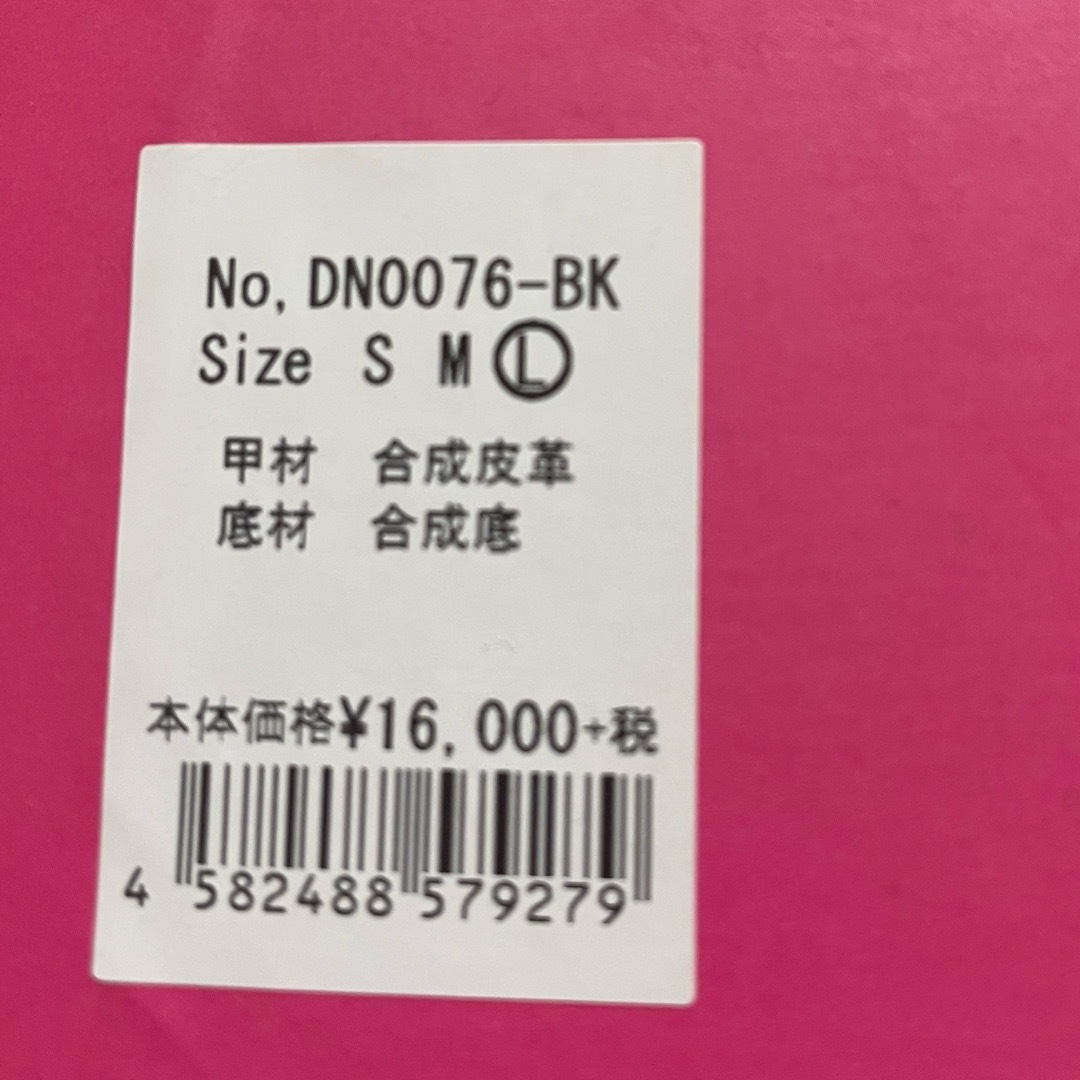 No,DN0076-BK
Size S M Ⓛ
甲材 合成皮革
底材 合成底
本体価格¥16,000+税
4 582488 579279